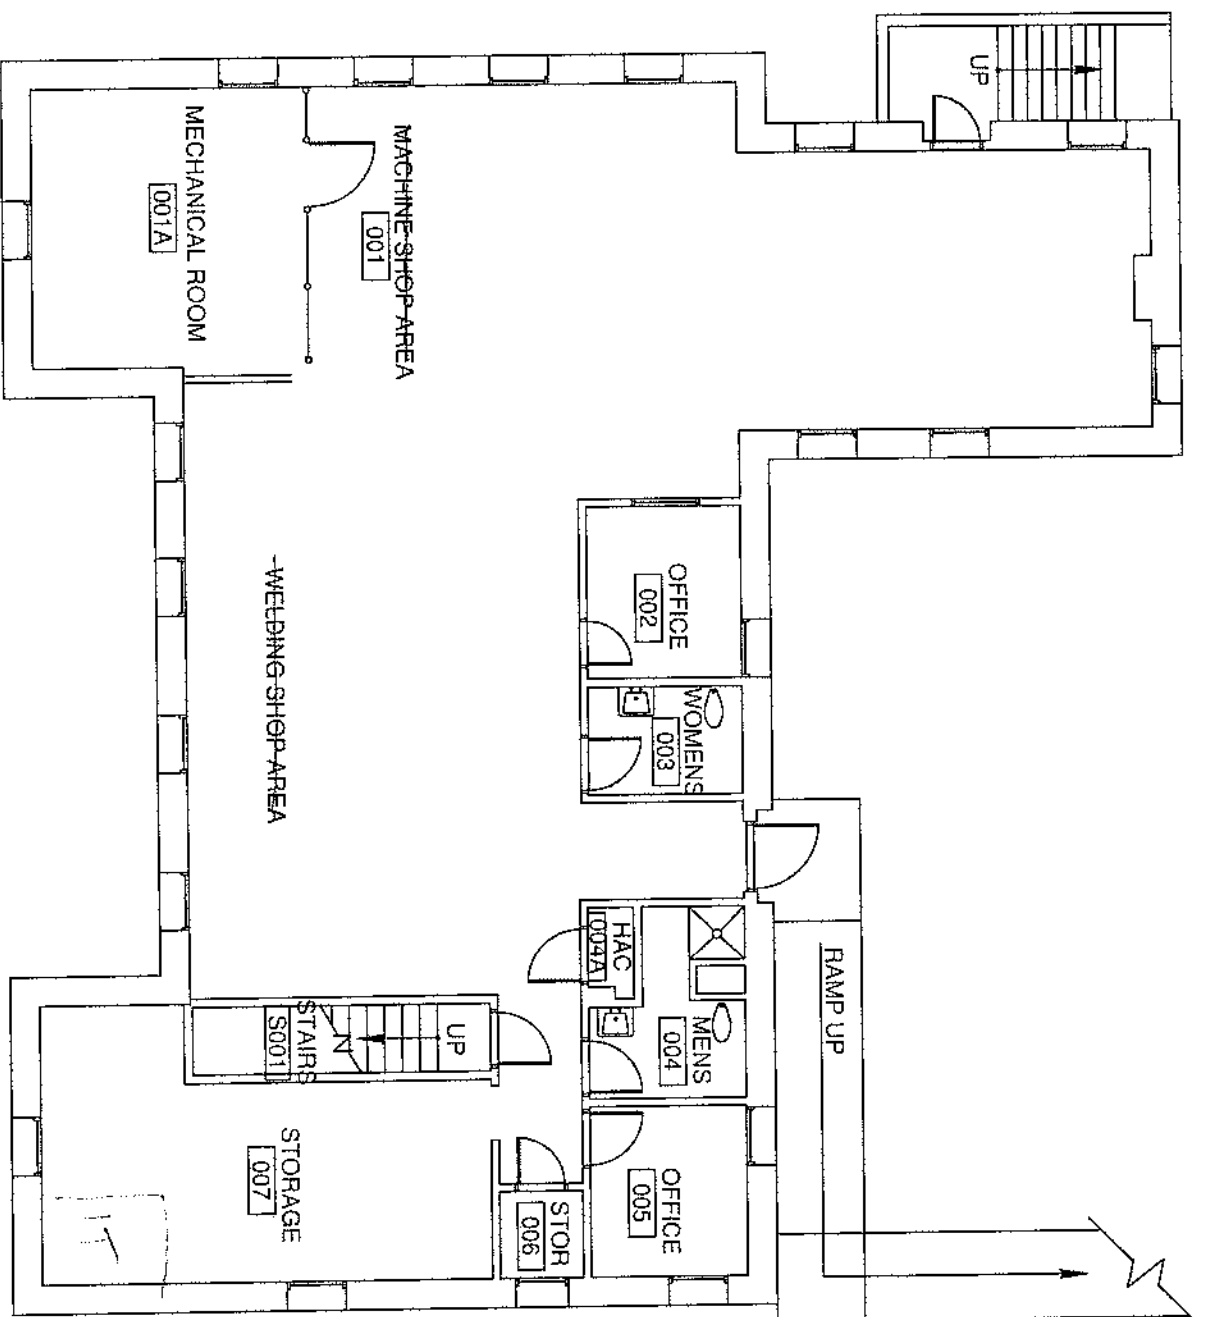 UP
MECHANICAL ROOM
001A
MACHINE SHOP AREA
001
OFFICE
002
WELDING SHOP AREA
WOMENS
003
HAC
004A
MENS
004
RAMP UP
UP
STAIRS
S001
STORAGE
007
STOR
006
OFFICE
005